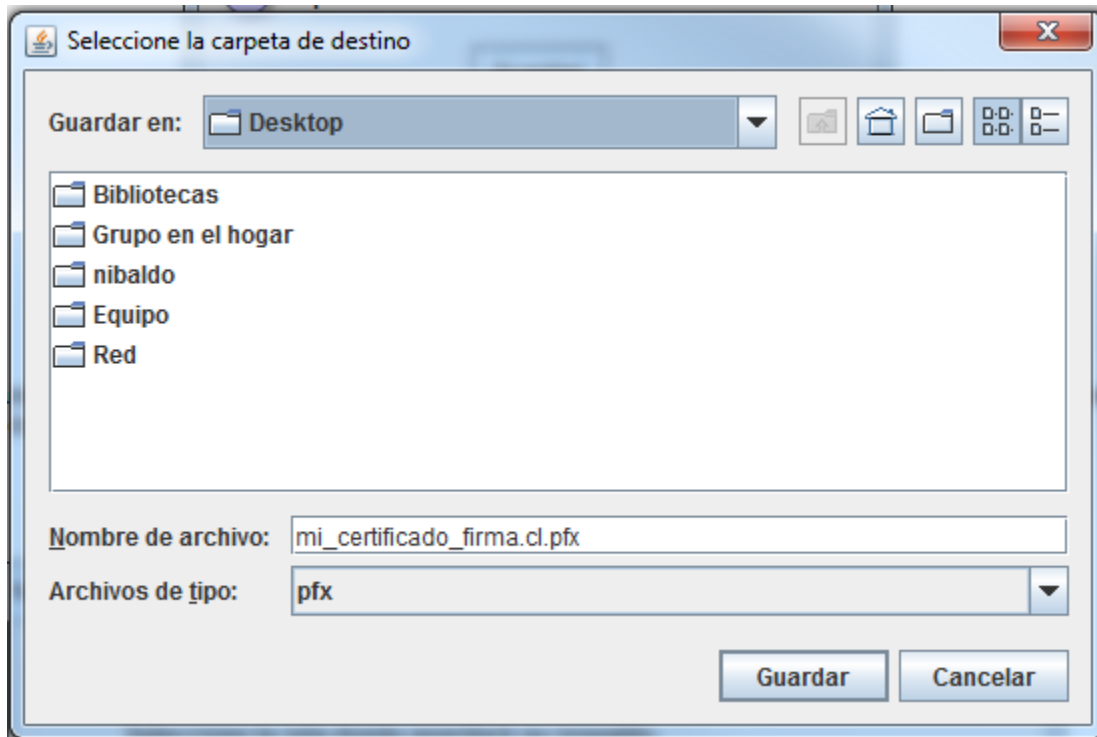 Seleccione la carpeta de destino
Guardar en: Desktop
Bibliotecas
Grupo en el hogar
nibaldo
Equipo
Red
Nombre de archivo: mi_certificado_firma.cl.pfx
Archivos de tipo: pfx
Guardar Cancelar